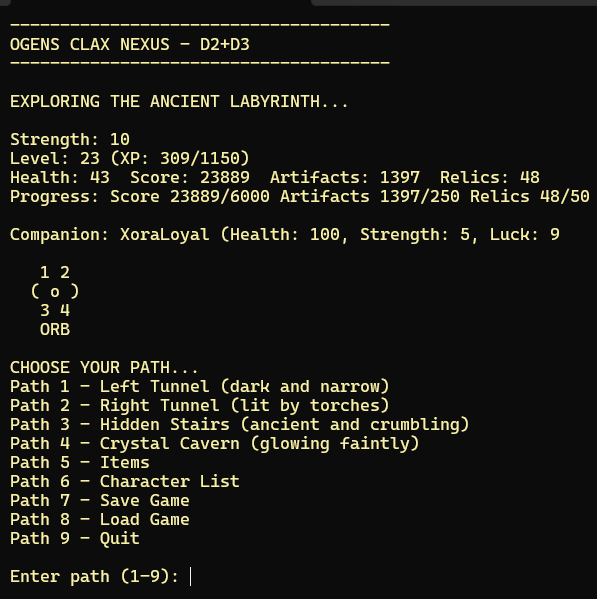 --------------------------------------
OGENS CLAX NEXUS - D2+D3
--------------------------------------
EXPLORING THE ANCIENT LABYRINTH...
Strength: 10
Level: 23 (XP: 309/1150)
Health: 43  Score: 23889  Artifacts: 1397  Relics: 48
Progress: Score 23889/6000 Artifacts 1397/250 Relics 48/50
Companion: XoraLoyal (Health: 100, Strength: 5, Luck: 9
1 2
( o )
3 4
ORB
CHOOSE YOUR PATH...
Path 1 - Left Tunnel (dark and narrow)
Path 2 - Right Tunnel (lit by torches)
Path 3 - Hidden Stairs (ancient and crumbling)
Path 4 - Crystal Cavern (glowing faintly)
Path 5 - Items
Path 6 - Character List
Path 7 - Save Game
Path 8 - Load Game
Path 9 - Quit
Enter path (1-9):